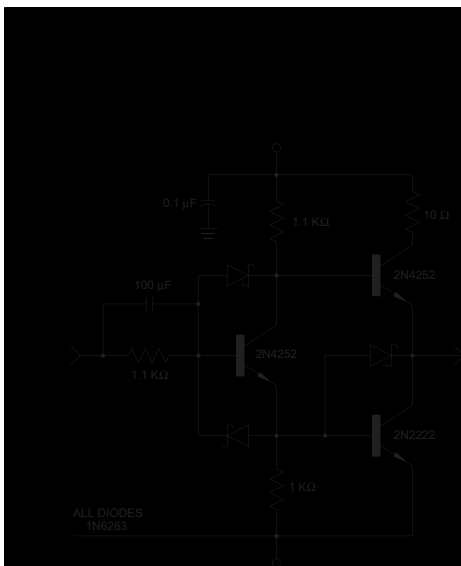 0.1 µF
1.1 KΩ
10 Ω
2N4252
100 µF
2N4252
1.1 KΩ
2N2222
1 KΩ
ALL DIODES
1N6263